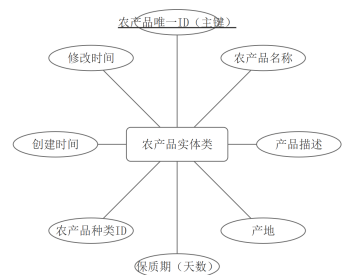 农产品唯一ID（主键）
修改时间
农产品名称
创建时间
农产品实体类
产品描述
农产品种类ID
产地
保质期（天数）